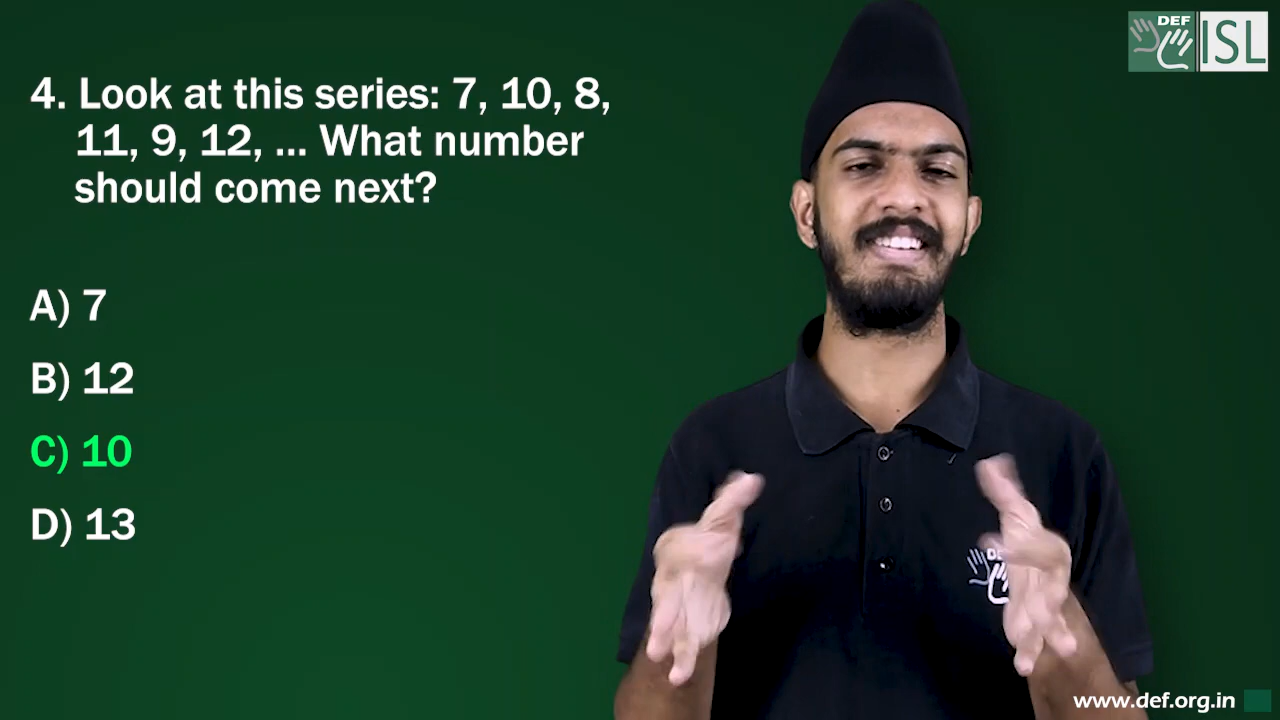 DEF
ISL
4. Look at this series: 7, 10, 8,
11, 9, 12, ... What number
should come next?
A) 7
B) 12
C) 10
D) 13
www.def.org.in